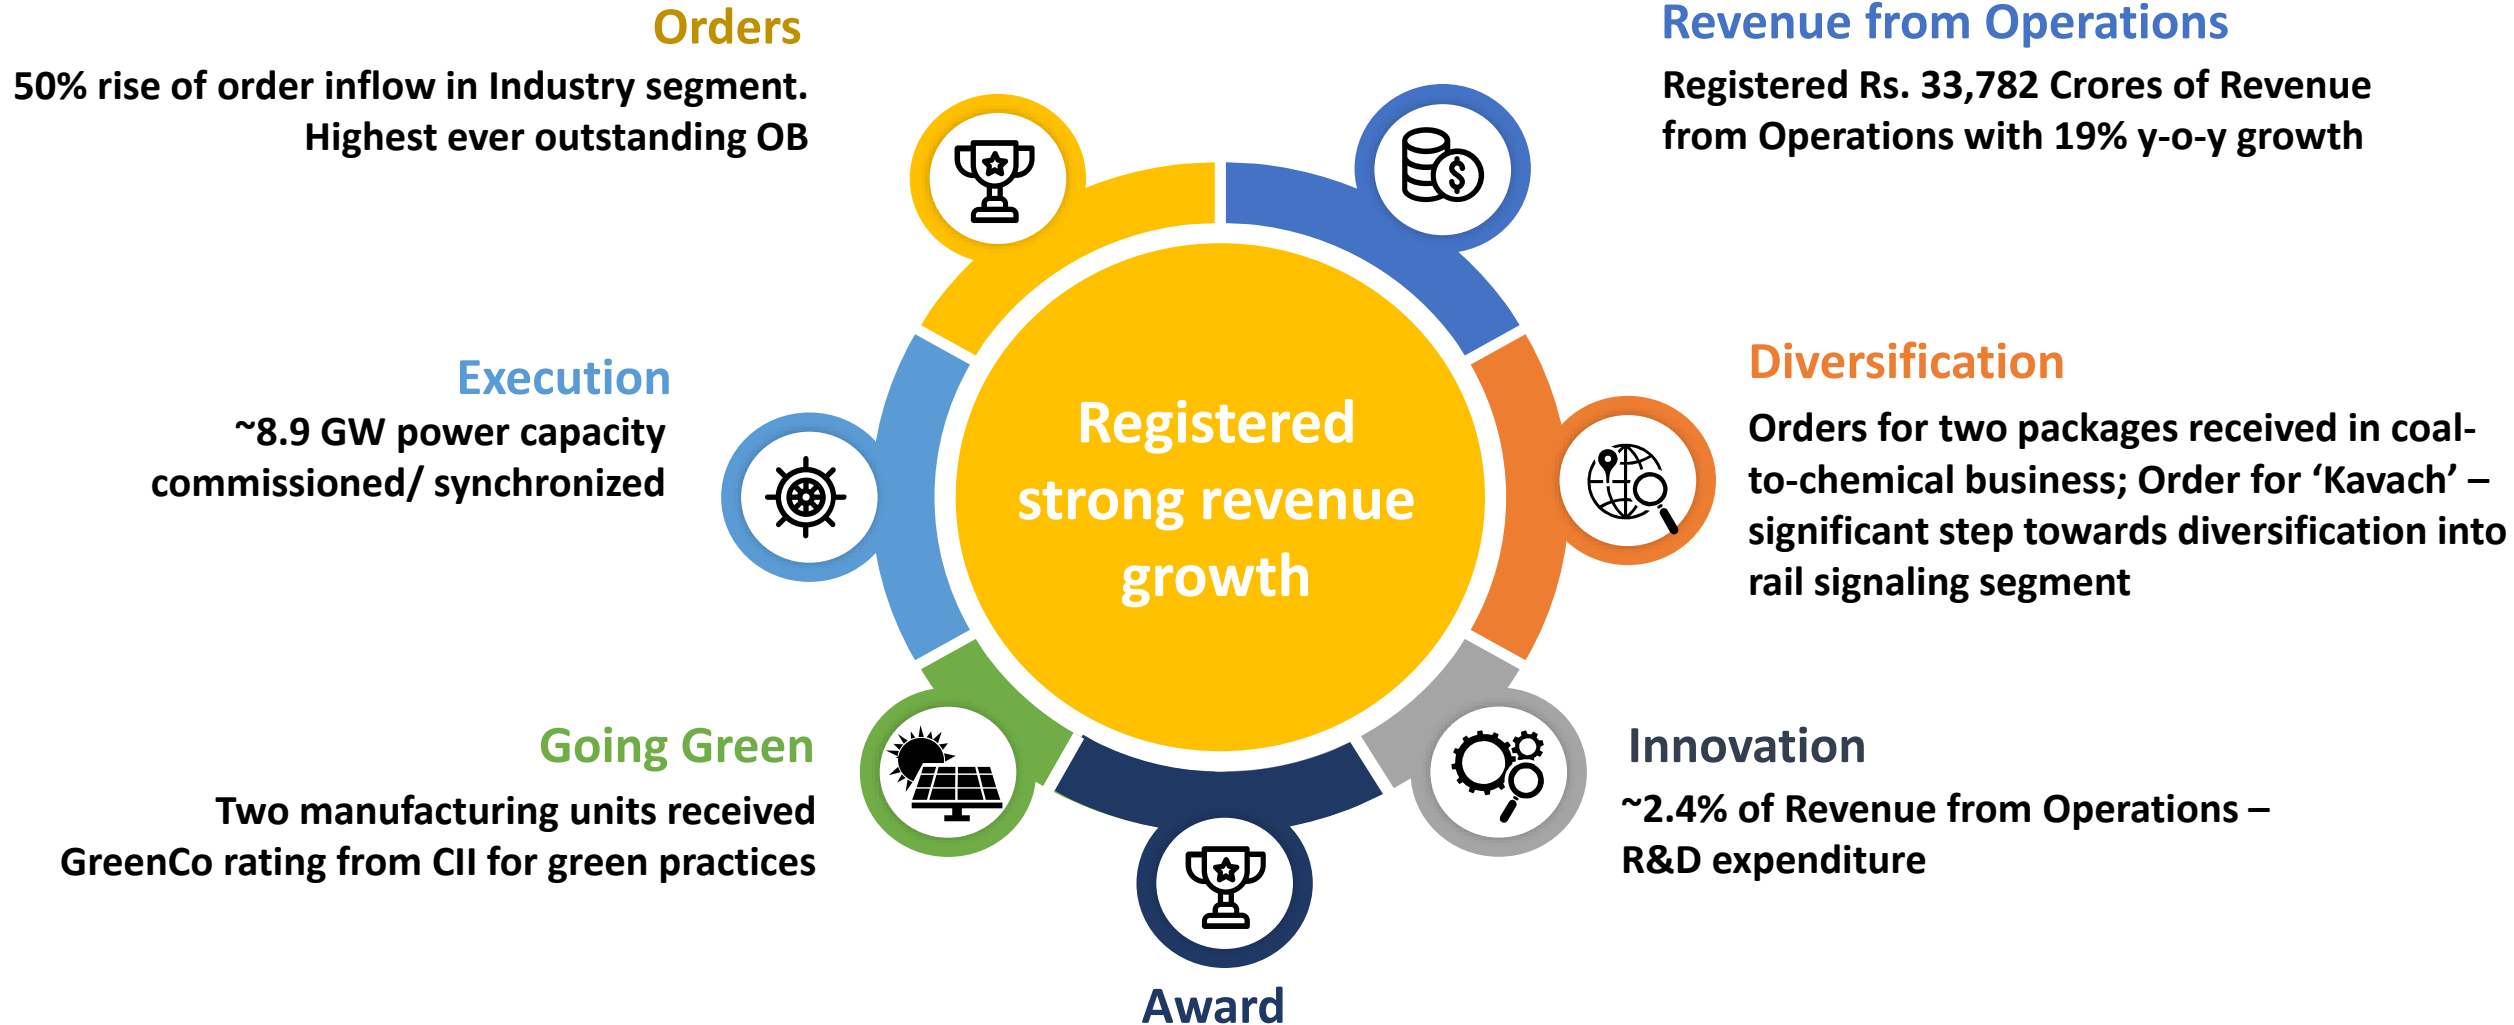 Orders
50% rise of order inflow in Industry segment.
Highest ever outstanding OB
Revenue from Operations
Registered Rs. 33,782 Crores of Revenue
from Operations with 19% y-o-y growth
Execution
~8.9 GW power capacity
commissioned/ synchronized
Registered
strong revenue
growth
Diversification
Orders for two packages received in coal-
to-chemical business; Order for ‘Kavach’ –
significant step towards diversification into
rail signaling segment
Going Green
Two manufacturing units received
GreenCo rating from CII for green practices
Innovation
~2.4% of Revenue from Operations –
R&D expenditure
Award